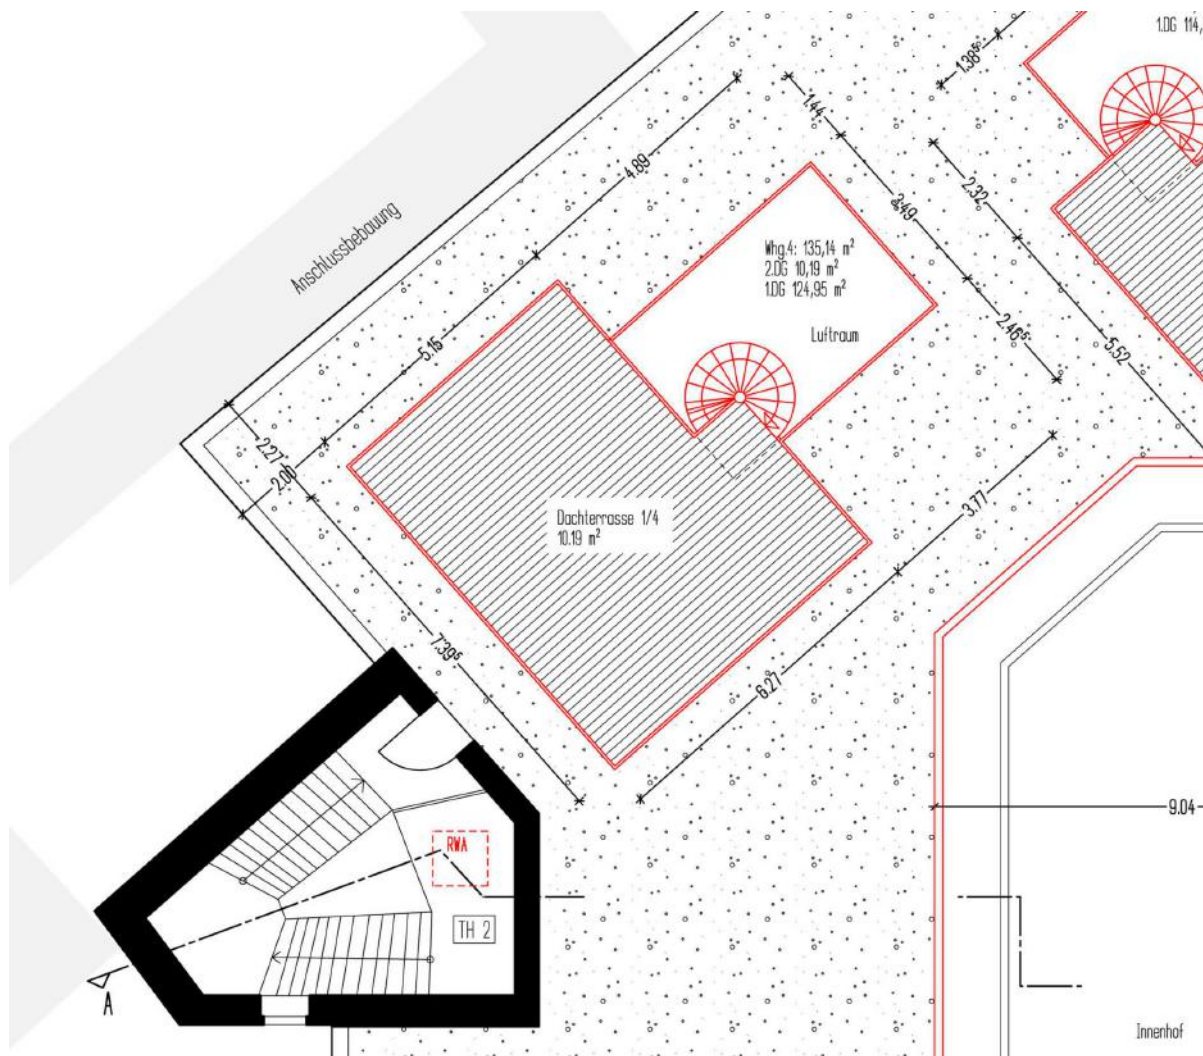 1.DG 114,
1.38⁵
1.44
4.89
2.32
2.49
Anschlussbebauung
Whg.4: 135,14 m²
2.DG 10,19 m²
1.DG 124,95 m²
Luftraum
2.46⁵
5.52
5.15
2.27
2.00
Dachterrasse 1/4
10.19 m²
3.77
7.39⁵
6.27
9.04
RWA
TH 2
A
Innenhof